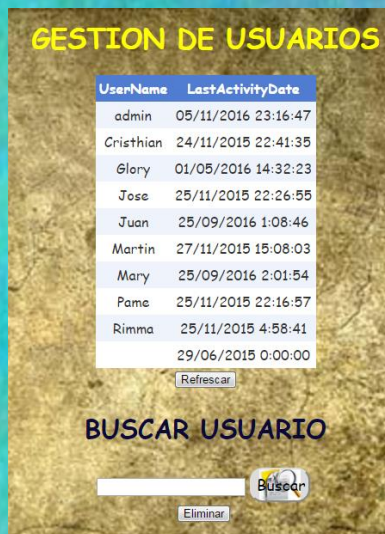 GESTION DE USUARIOS
UserName LastActivityDate
admin 05/11/2016 23:16:47
Cristhian 24/11/2015 22:41:35
Glory 01/05/2016 14:32:23
Jose 25/11/2015 22:26:55
Juan 25/09/2016 1:08:46
Martin 27/11/2015 15:08:03
Mary 25/09/2016 2:01:54
Pame 25/11/2015 22:16:57
Rimma 25/11/2015 4:58:41
29/06/2015 0:00:00
Refrescar
BUSCAR USUARIO
Buscar
Eliminar